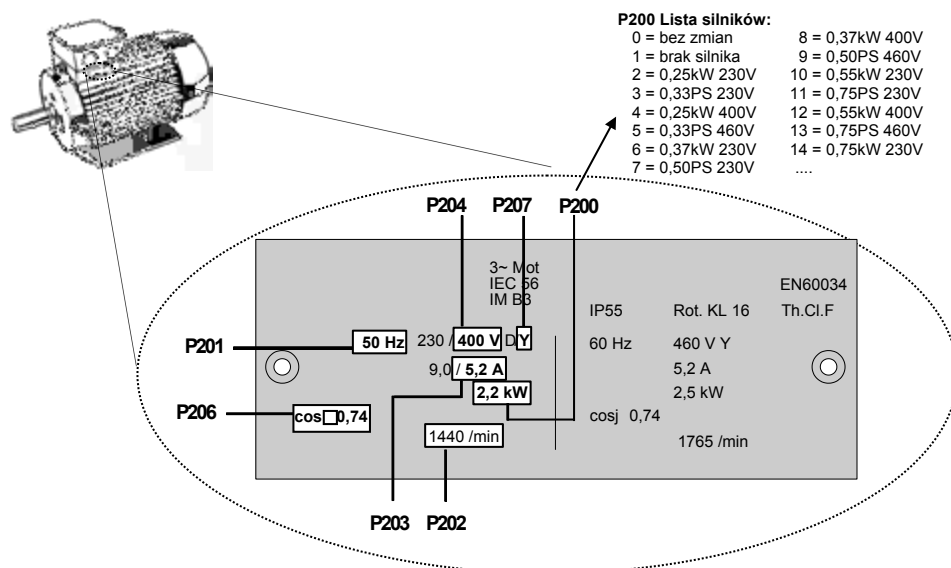 P200 Lista silników:
0 = bez zmian
1 = brak silnika
2 = 0,25kW 230V
3 = 0,33PS 230V
4 = 0,25kW 400V
5 = 0,33PS 460V
6 = 0,37kW 230V
7 = 0,50PS 230V
8 = 0,37kW 400V
9 = 0,50PS 460V
10 = 0,55kW 230V
11 = 0,75PS 230V
12 = 0,55kW 400V
13 = 0,75PS 460V
14 = 0,75kW 230V
....
P204 P207 P200
3~ Mot
IEC 56
IM B3
EN60034
IP55 Rot. KL 16 Th.Cl.F
P201 50 Hz 230 / 400 V D Y 60 Hz 460 V Y
9,0 / 5,2 A 5,2 A
2,2 kW 2,5 kW
P206 cos□0,74 cosj 0,74
1440 /min 1765 /min
P203 P202